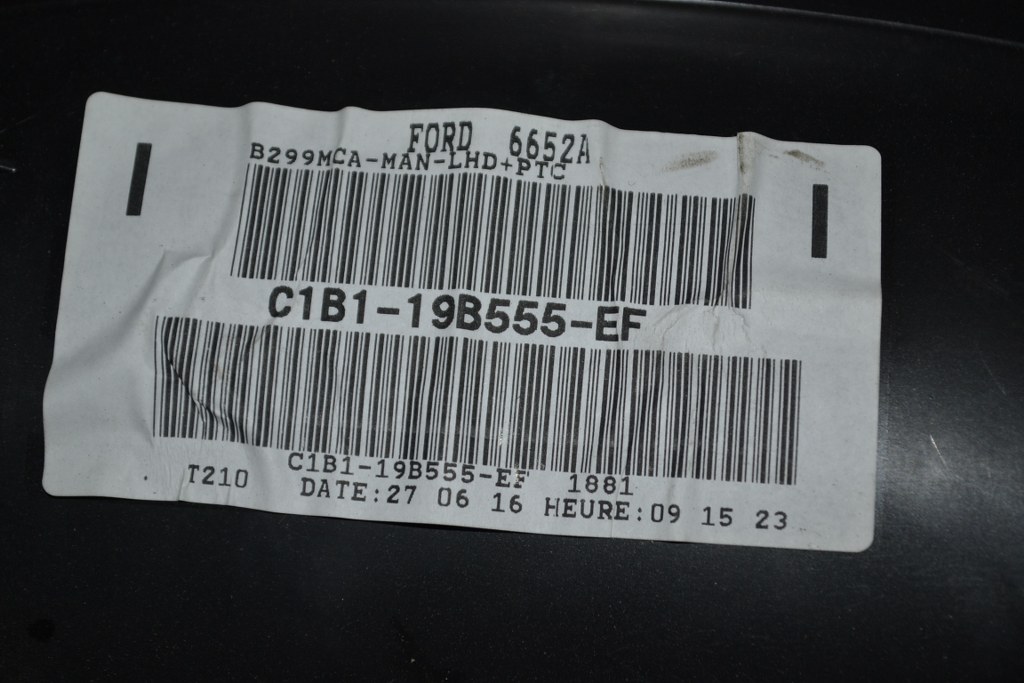 FORD 6652A
B299MCA-MAN-LHD+PTC
C1B1-19B555-EF
T210 C1B1-19B555-EF 1881
DATE:27 06 16 HEURE:09 15 23